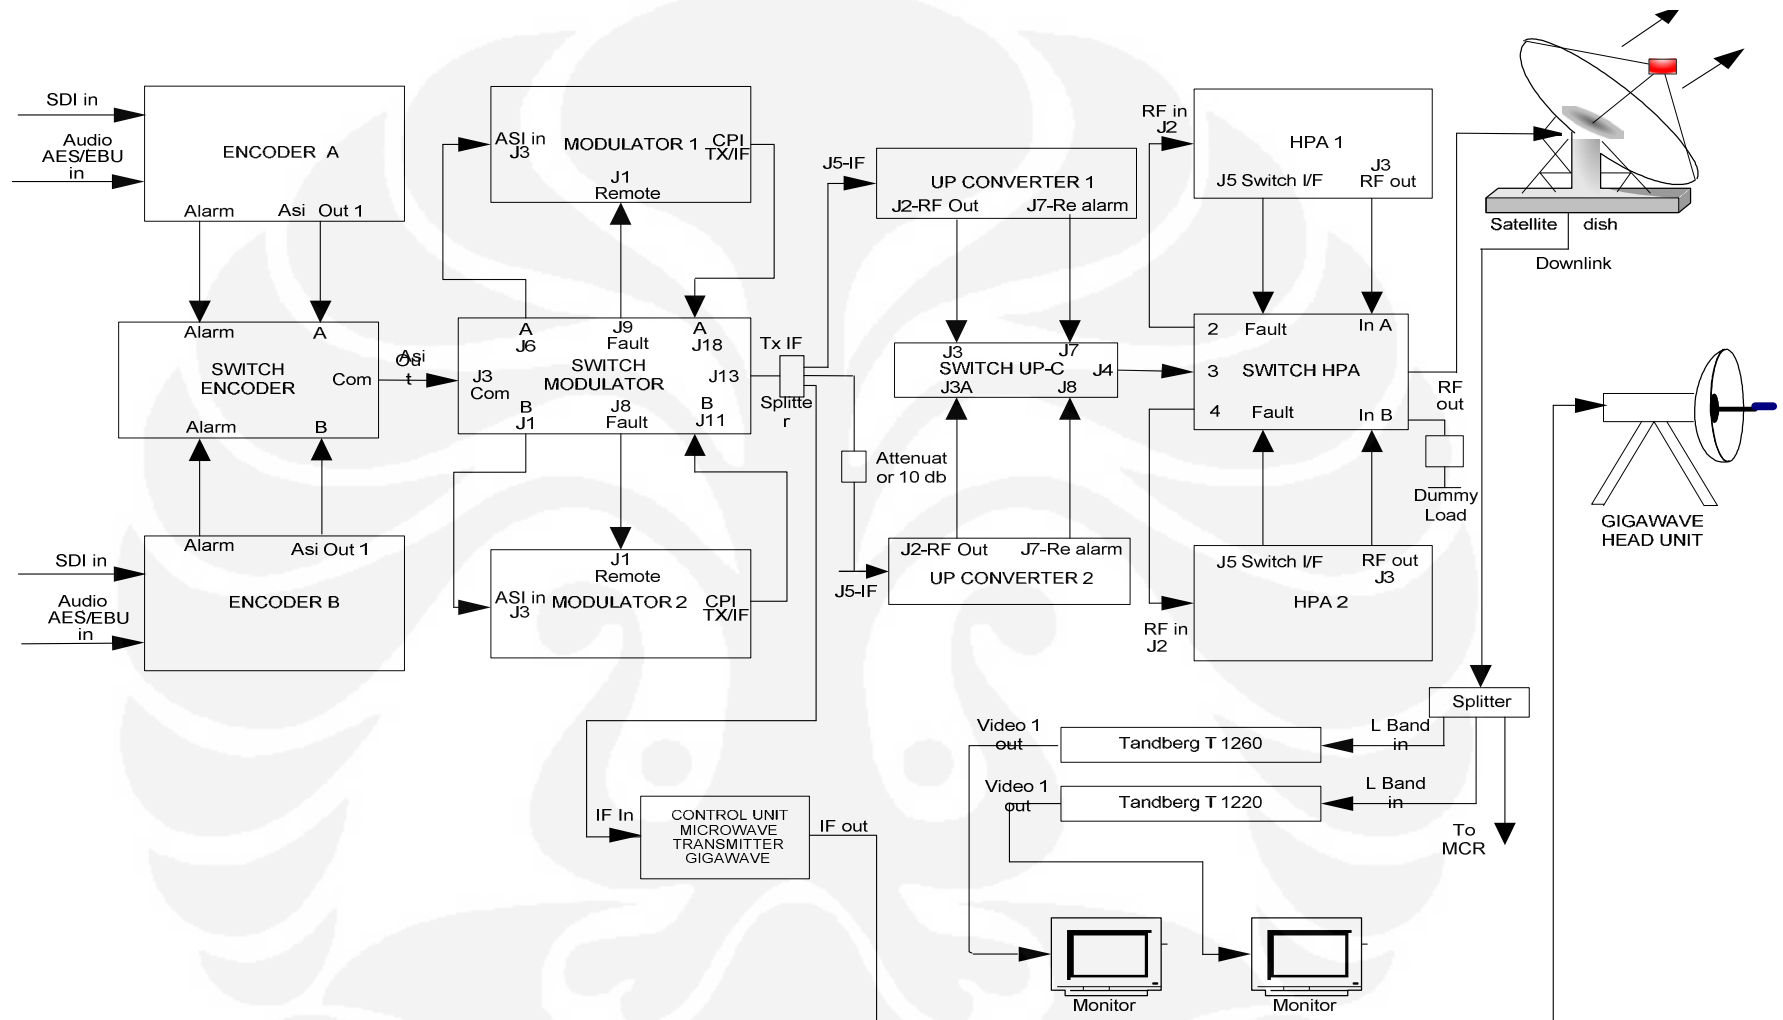 SDI in
Audio
AES/EBU
in
ENCODER A
Alarm
Asi Out 1
Alarm
A
SWITCH
ENCODER
Com
Alarm
B
Asi
Ou
t
Alarm
Asi Out 1
SDI in
Audio
AES/EBU
in
ENCODER B
ASI in
J3
MODULATOR 1
CPI
TX/IF
J1
Remote
A
J6
J9
Fault
A
J18
J3
Com
SWITCH
MODULATOR
J13
B
J1
J8
Fault
B
J11
J1
Remote
ASI in
J3
MODULATOR 2
CPI
TX/IF
Tx IF
Splitte
r
Attenuat
or 10 db
J5-IF
UP CONVERTER 1
J2-RF Out
J7-Re alarm
J3
J7
SWITCH UP-C
J4
J3A
J8
J2-RF Out
J7-Re alarm
UP CONVERTER 2
J5-IF
RF in
J2
HPA 1
J3
J5 Switch I/F
RF out
2
Fault
In A
3
SWITCH HPA
4
Fault
In B
RF
out
Dummy
Load
J5 Switch I/F
RF out
J3
HPA 2
RF in
J2
Satellite dish
Downlink
GIGAWAVE
HEAD UNIT
Splitter
L Band
in
Tandberg T 1260
Video 1
out
L Band
in
Tandberg T 1220
Video 1
out
To
MCR
IF In
CONTROL UNIT
MICROWAVE
TRANSMITTER
GIGAWAVE
IF out
Monitor
Monitor